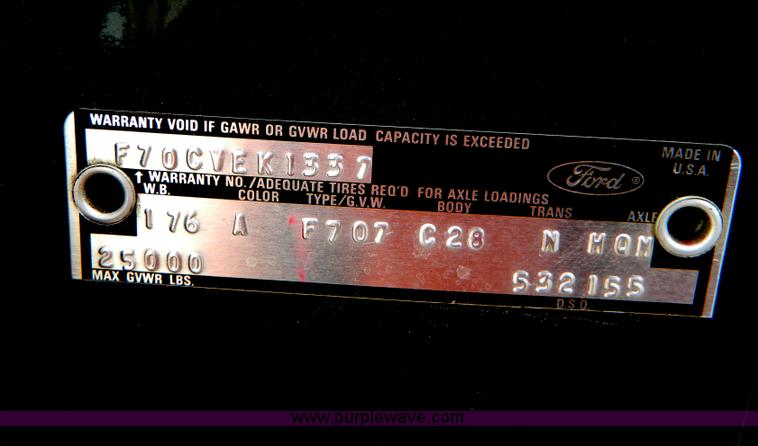 WARRANTY VOID IF GAWR OR GVWR LOAD CAPACITY IS EXCEEDED
F70CVEK1337
MADE IN
U.S.A.
Ford ®
↑ WARRANTY NO./ADEQUATE TIRES REQ'D FOR AXLE LOADINGS
W.B. COLOR TYPE/G.V.W. BODY TRANS AXLE
176 A F707 C28 N HQM
25000 532155
MAX GVWR LBS. D.S.O.
www.purplewave.com